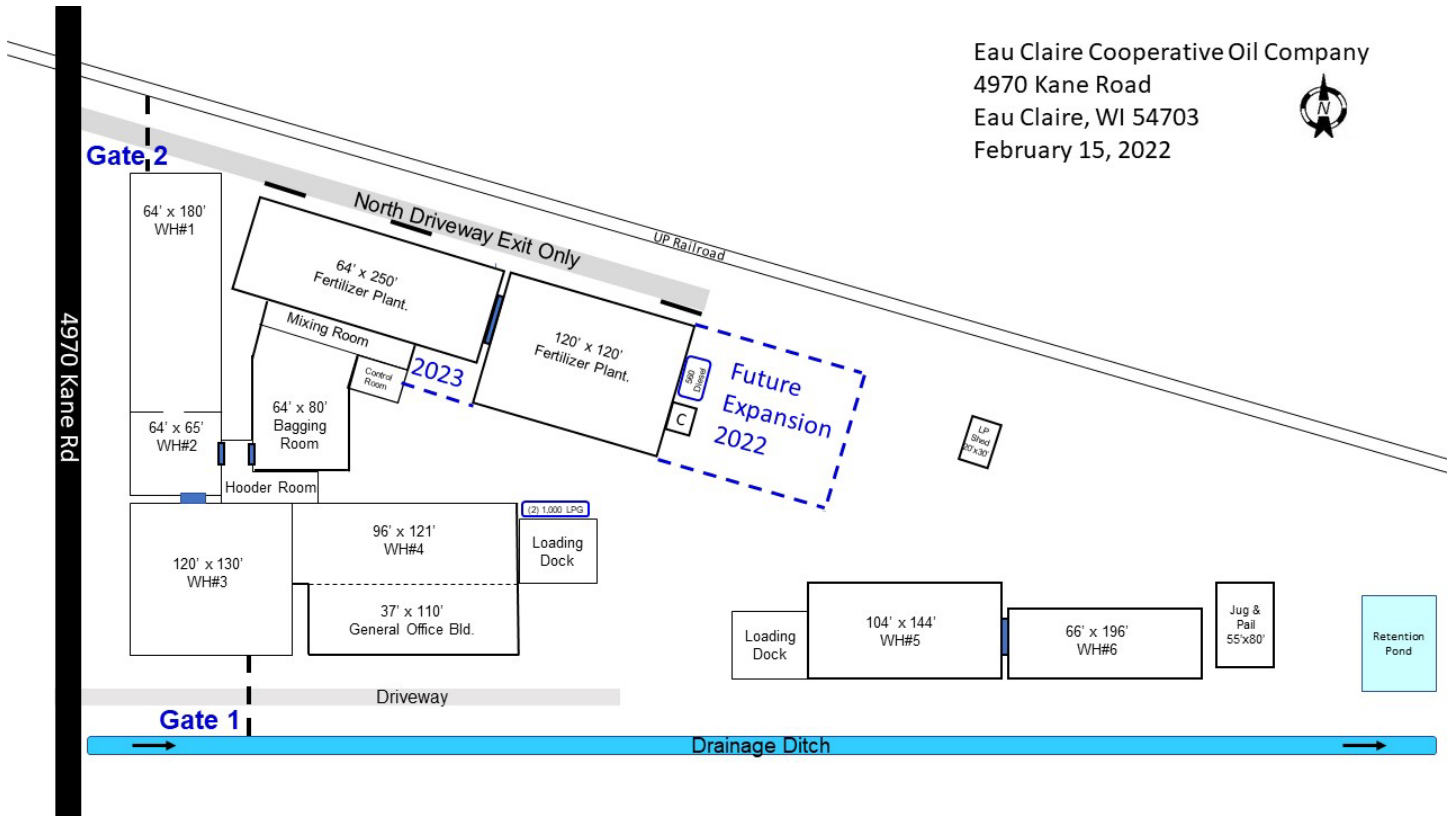 Eau Claire Cooperative Oil Company
4970 Kane Road
Eau Claire, WI 54703
February 15, 2022
N
Gate 2
North Driveway Exit Only
UP Railroad
64' x 180'
WH#1
64' x 250'
Fertilizer Plant.
Mixing Room
Control
Room
2023
120' x 120'
Fertilizer Plant.
560
Diesel
C
Future
Expansion
2022
4970 Kane Rd
64' x 65'
WH#2
64' x 80'
Bagging
Room
Hooder Room
LP
Shed
20'x30'
(2) 1,000 LPG
96' x 121'
WH#4
Loading
Dock
120' x 130'
WH#3
37' x 110'
General Office Bld.
Loading
Dock
104' x 144'
WH#5
66' x 196'
WH#6
Jug &
Pail
55'x80'
Retention
Pond
Driveway
Gate 1
Drainage Ditch